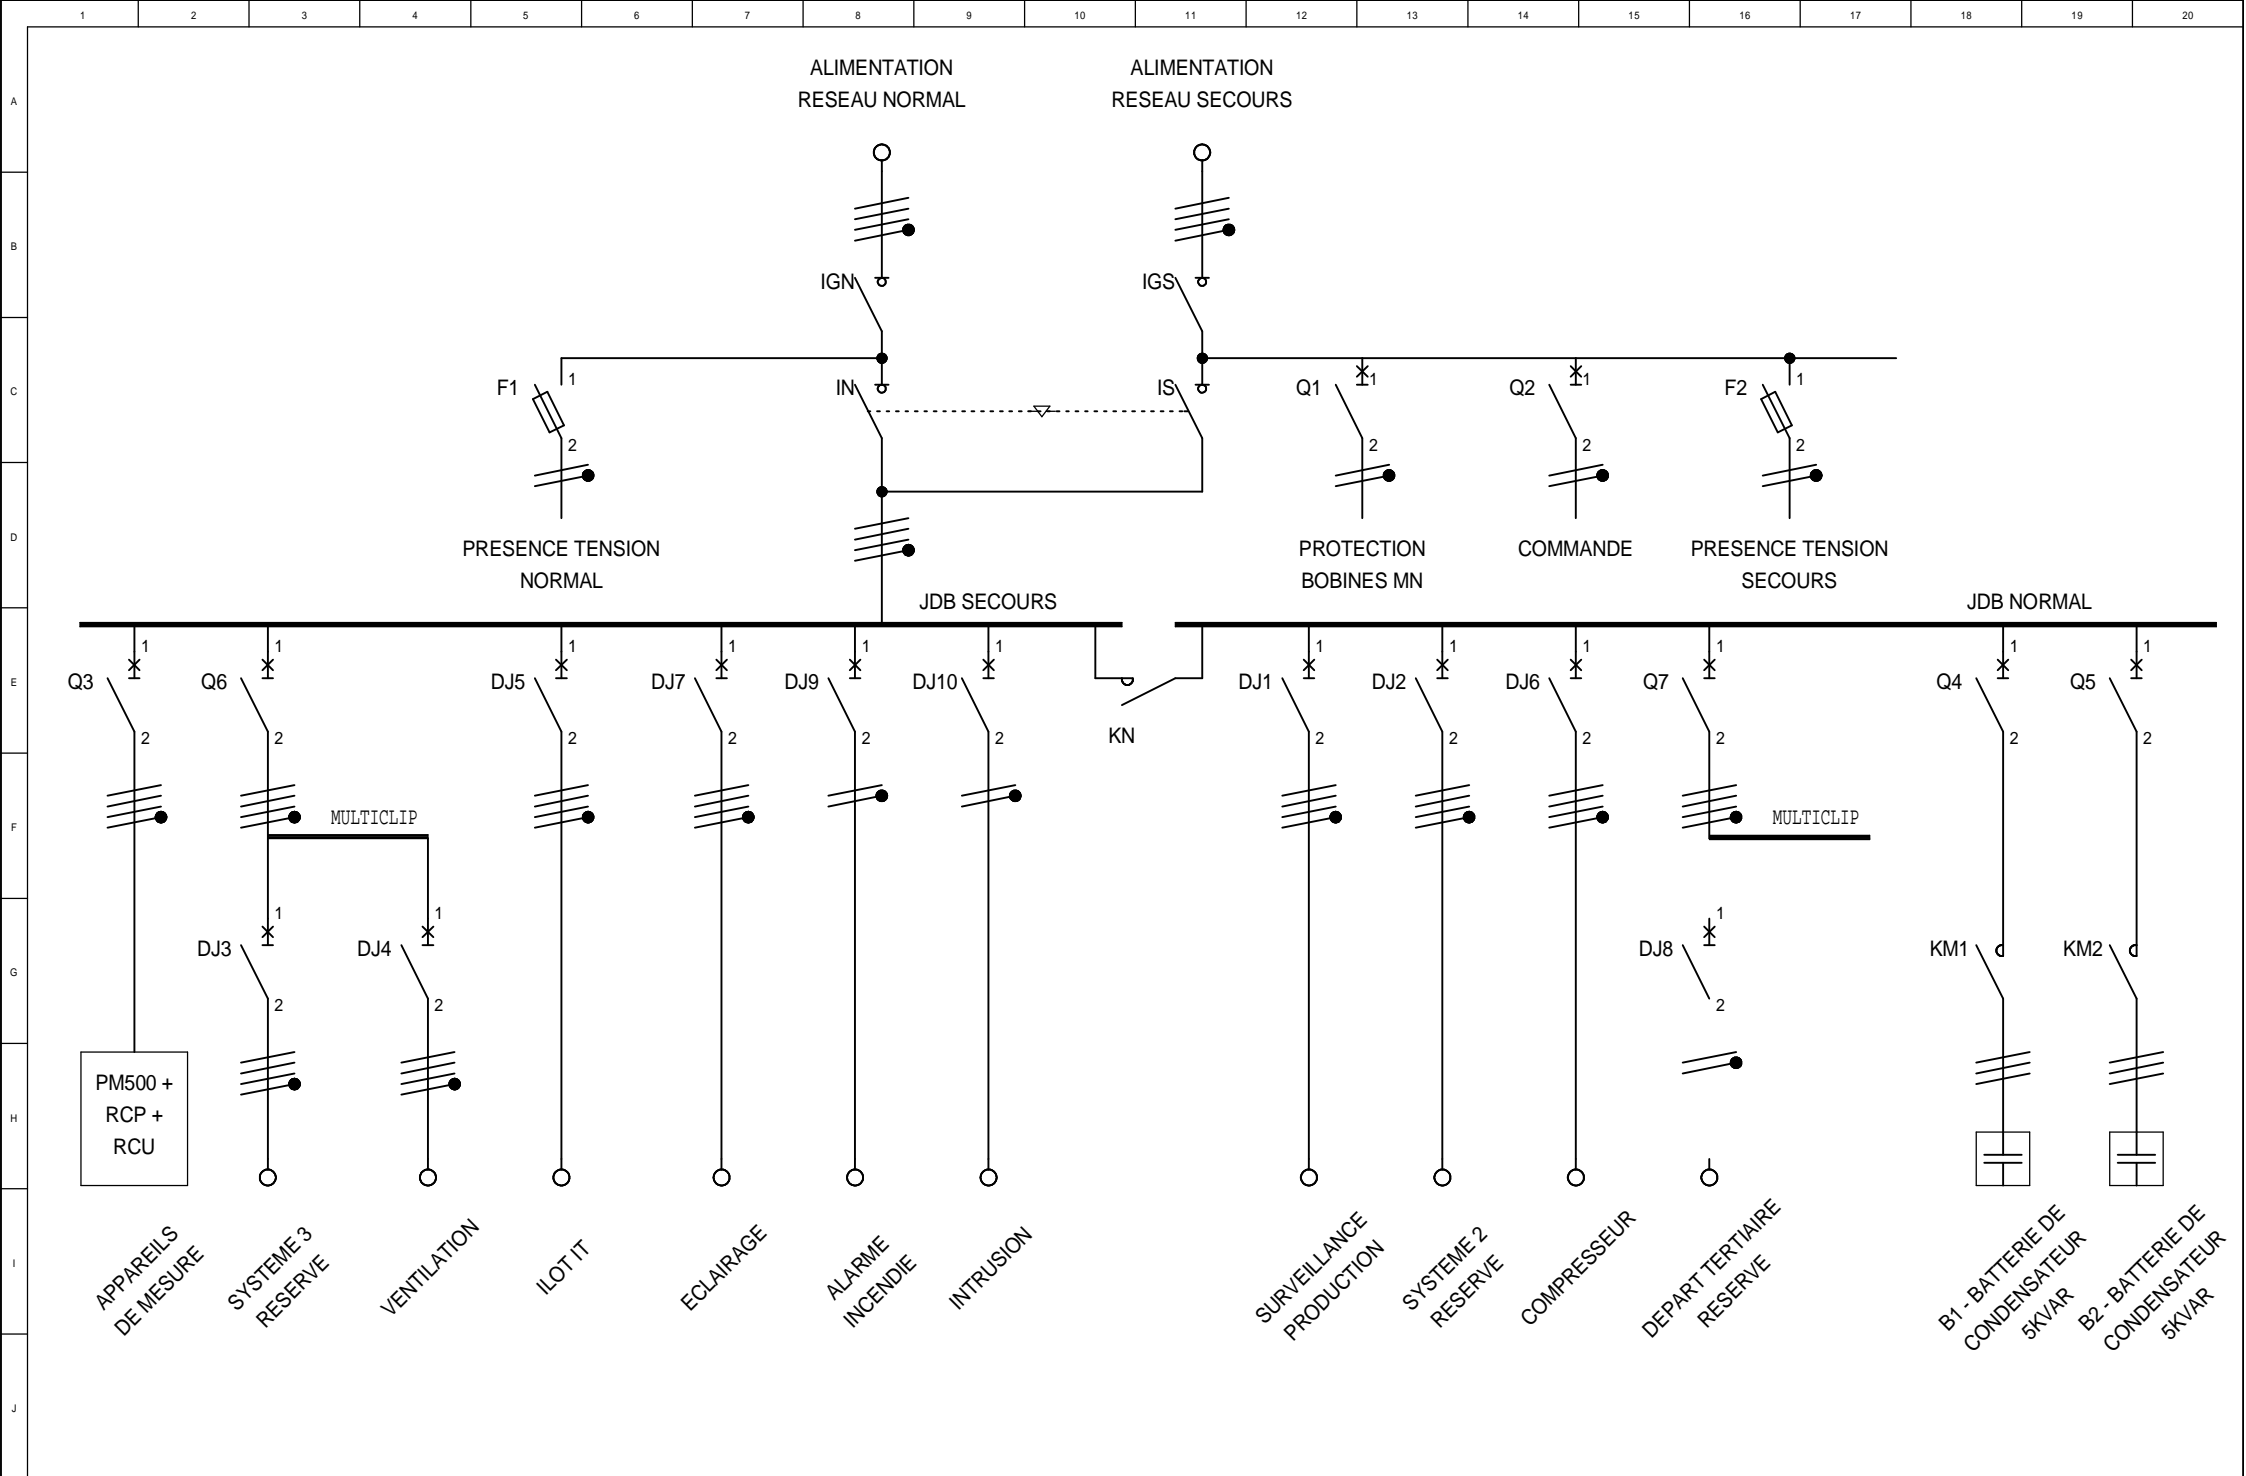 1 2 3 4 5 6 7 8 9 10 11 12 13 14 15 16 17 18 19 20
A
B
C
D
E
F
G
H
I
J
ALIMENTATION
RESEAU NORMAL
ALIMENTATION
RESEAU SECOURS
IGN
IGS
F1
1
2
IN
IS
Q1
1
2
Q2
1
2
F2
1
2
PRESENCE TENSION
NORMAL
PROTECTION
BOBINES MN
COMMANDE
PRESENCE TENSION
SECOURS
JDB SECOURS
JDB NORMAL
Q3
1
2
Q6
1
2
DJ5
1
2
DJ7
1
2
DJ9
1
2
DJ10
1
2
KN
DJ1
1
2
DJ2
1
2
DJ6
1
2
Q7
1
2
Q4
1
2
Q5
1
2
MULTICLIP
MULTICLIP
DJ3
1
2
DJ4
1
2
DJ8
1
2
KM1
KM2
PM500 +
RCP +
RCU
APPAREILS
DE MESURE
SYSTEME 3
RESERVE
VENTILATION
ILOT IT
ECLAIRAGE
ALARME
INCENDIE
INTRUSION
SURVEILLANCE
PRODUCTION
SYSTEME 2
RESERVE
COMPRESSEUR
DEPART TERTIAIRE
RESERVE
B1 - BATTERIE DE
CONDENSATEUR
5KVAR
B2 - BATTERIE DE
CONDENSATEUR
5KVAR